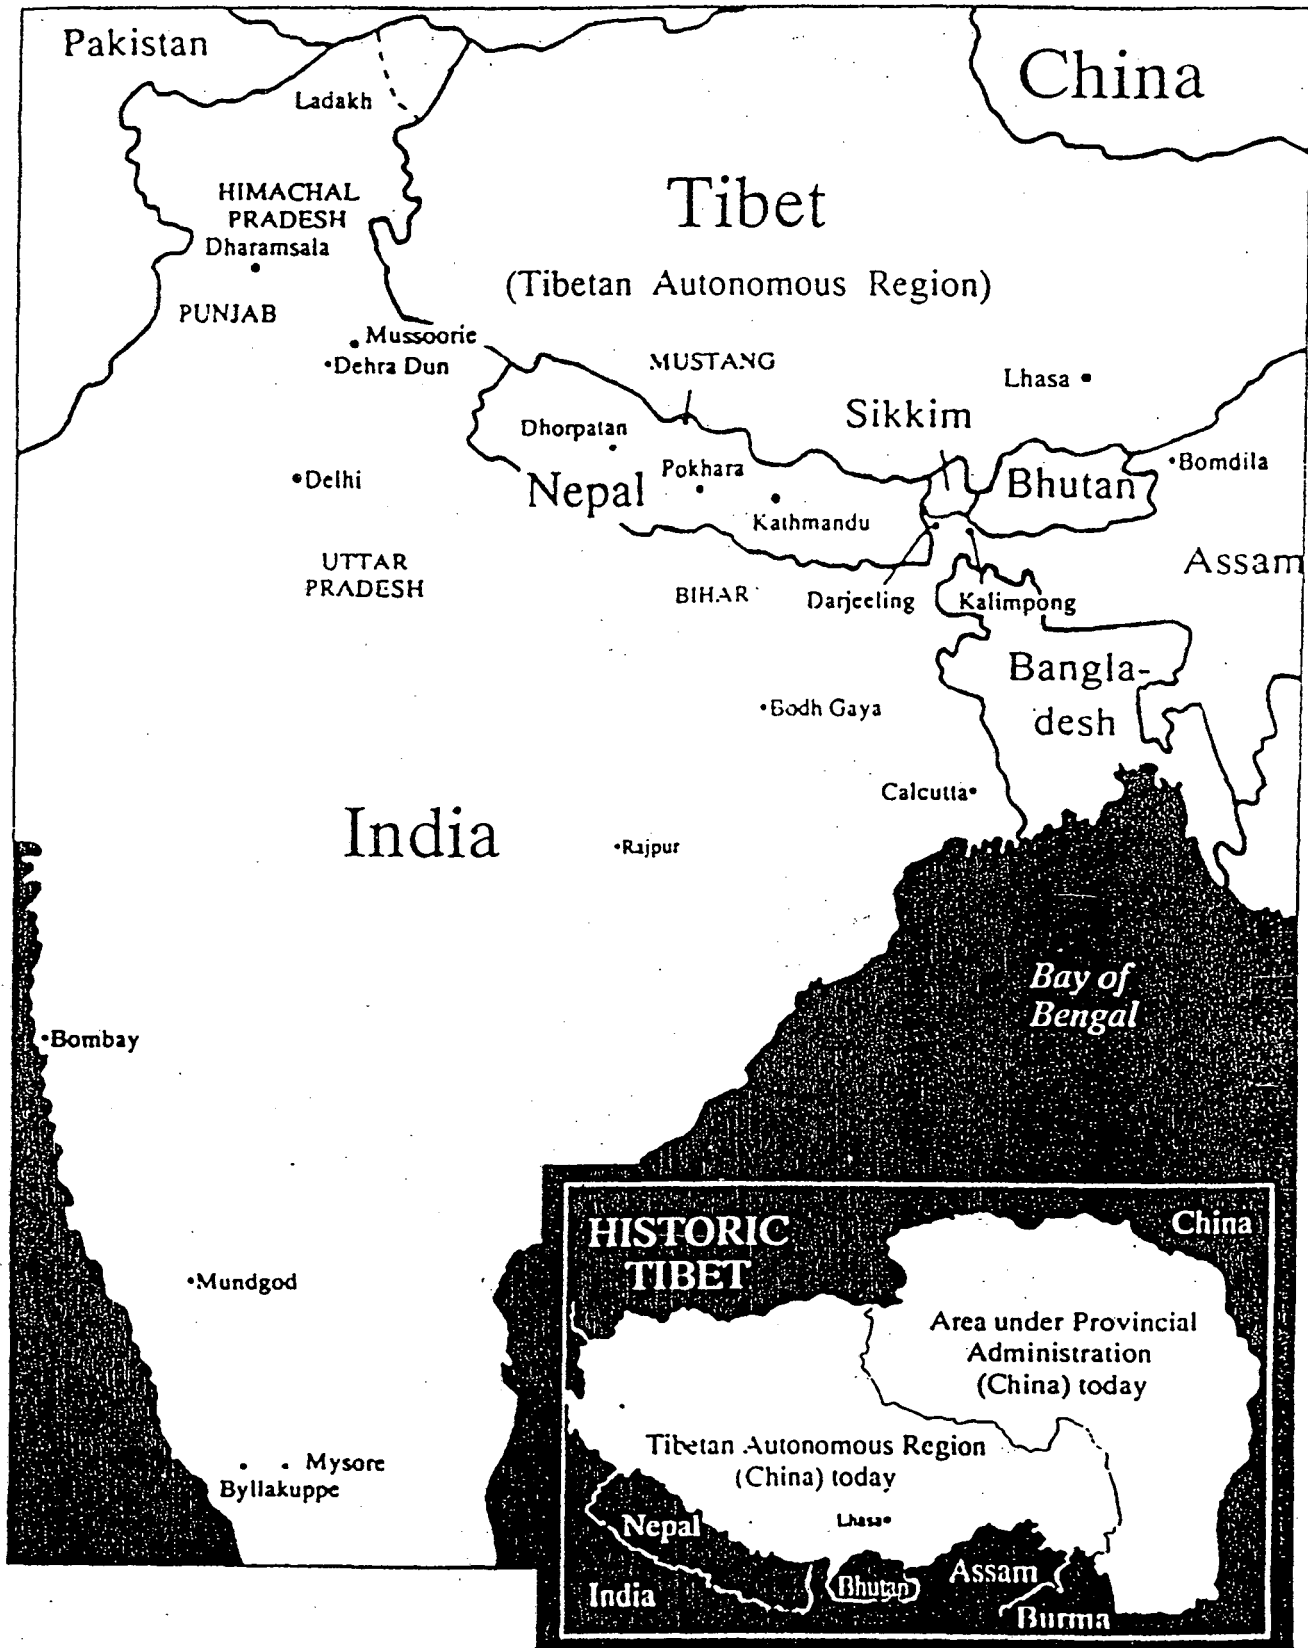 Pakistan
China
Ladakh
HIMACHAL
PRADESH
Dharamsala
Tibet
(Tibetan Autonomous Region)
PUNJAB
Mussoorie
Dehra Dun
MUSTANG
Lhasa
Sikkim
Dhorpatan
Bomdila
Delhi
Pokhara
Nepal
Bhutan
Kathmandu
UTTAR
PRADESH
Assam
BIHAR
Darjeeling
Kalimpong
Bangla-
desh
Bodh Gaya
Calcutta
India
Rajpur
Bay of
Bengal
Bombay
Mundgod
Mysore
Byllakuppe
HISTORIC
TIBET
China
Area under Provincial
Administration
(China) today
Tibetan Autonomous Region
(China) today
Lhasa
Nepal
India
Bhutan
Assam
Burma